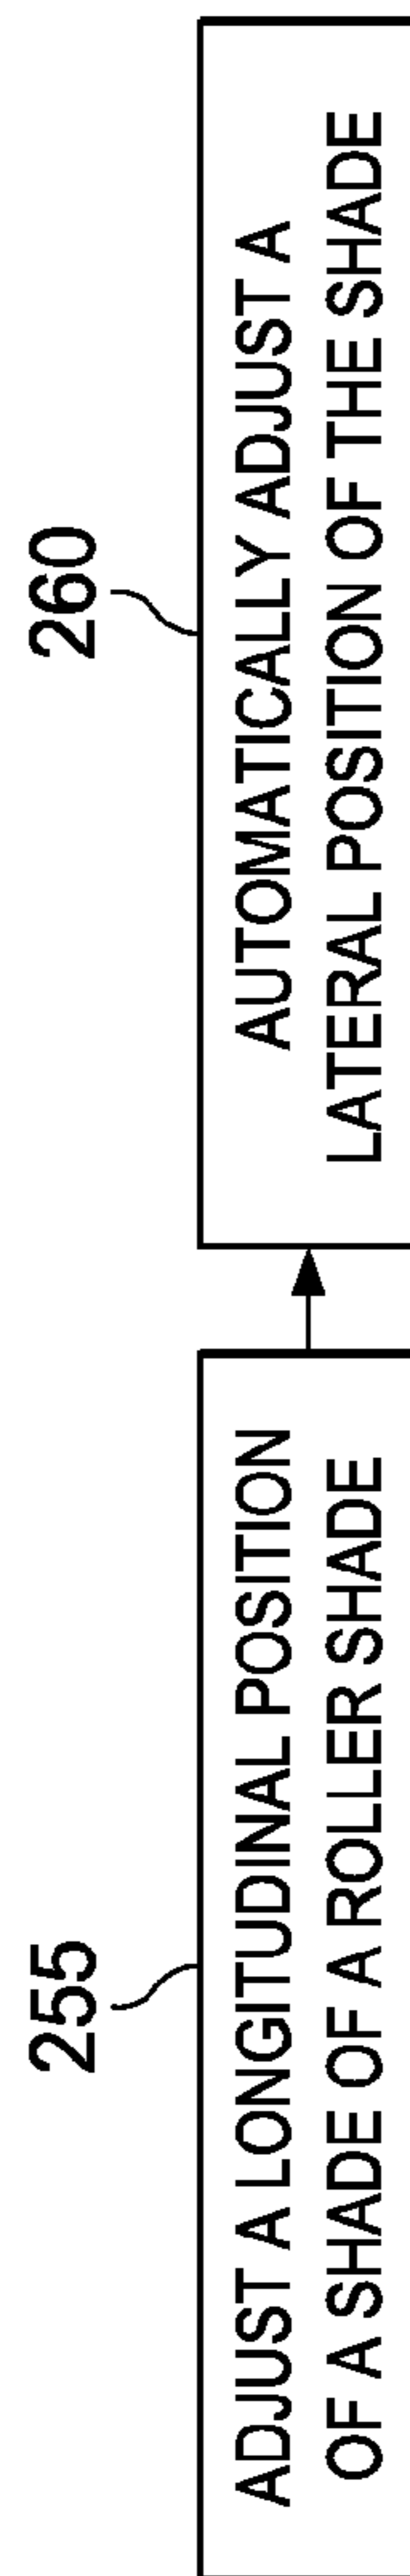 255
ADJUST A LONGITUDINAL POSITION
OF A SHADE OF A ROLLER SHADE
260
AUTOMATICALLY ADJUST A
LATERAL POSITION OF THE SHADE